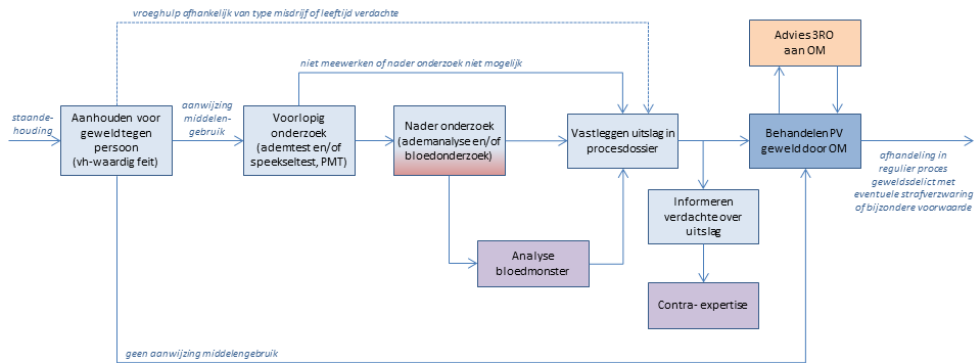 vroeghulp afhankelijk van type misdrijf of leeftijd verdachte
Advies 3RO
aan OM
niet meewerken of nader onderzoek niet mogelijk
staande-
houding
Aanhouden voor
geweld tegen
persoon
(vh-waardig feit)
aanwijzing
middelen-
gebruik
Voorlopig
onderzoek
(ademtest en/of
speekseltest, PMT)
Nader onderzoek
(ademanalyse en/of
bloedonderzoek)
Vastleggen uitslag in
procesdossier
Behandelen PV
geweld door OM
afhandeling in
regulier proces
geweldsdelict met
eventuele strafverzwaring
of bijzondere voorwaarde
Informeren
verdachte over
uitslag
Analyse
bloedmonster
Contra- expertise
geen aanwijzing middelengebruik